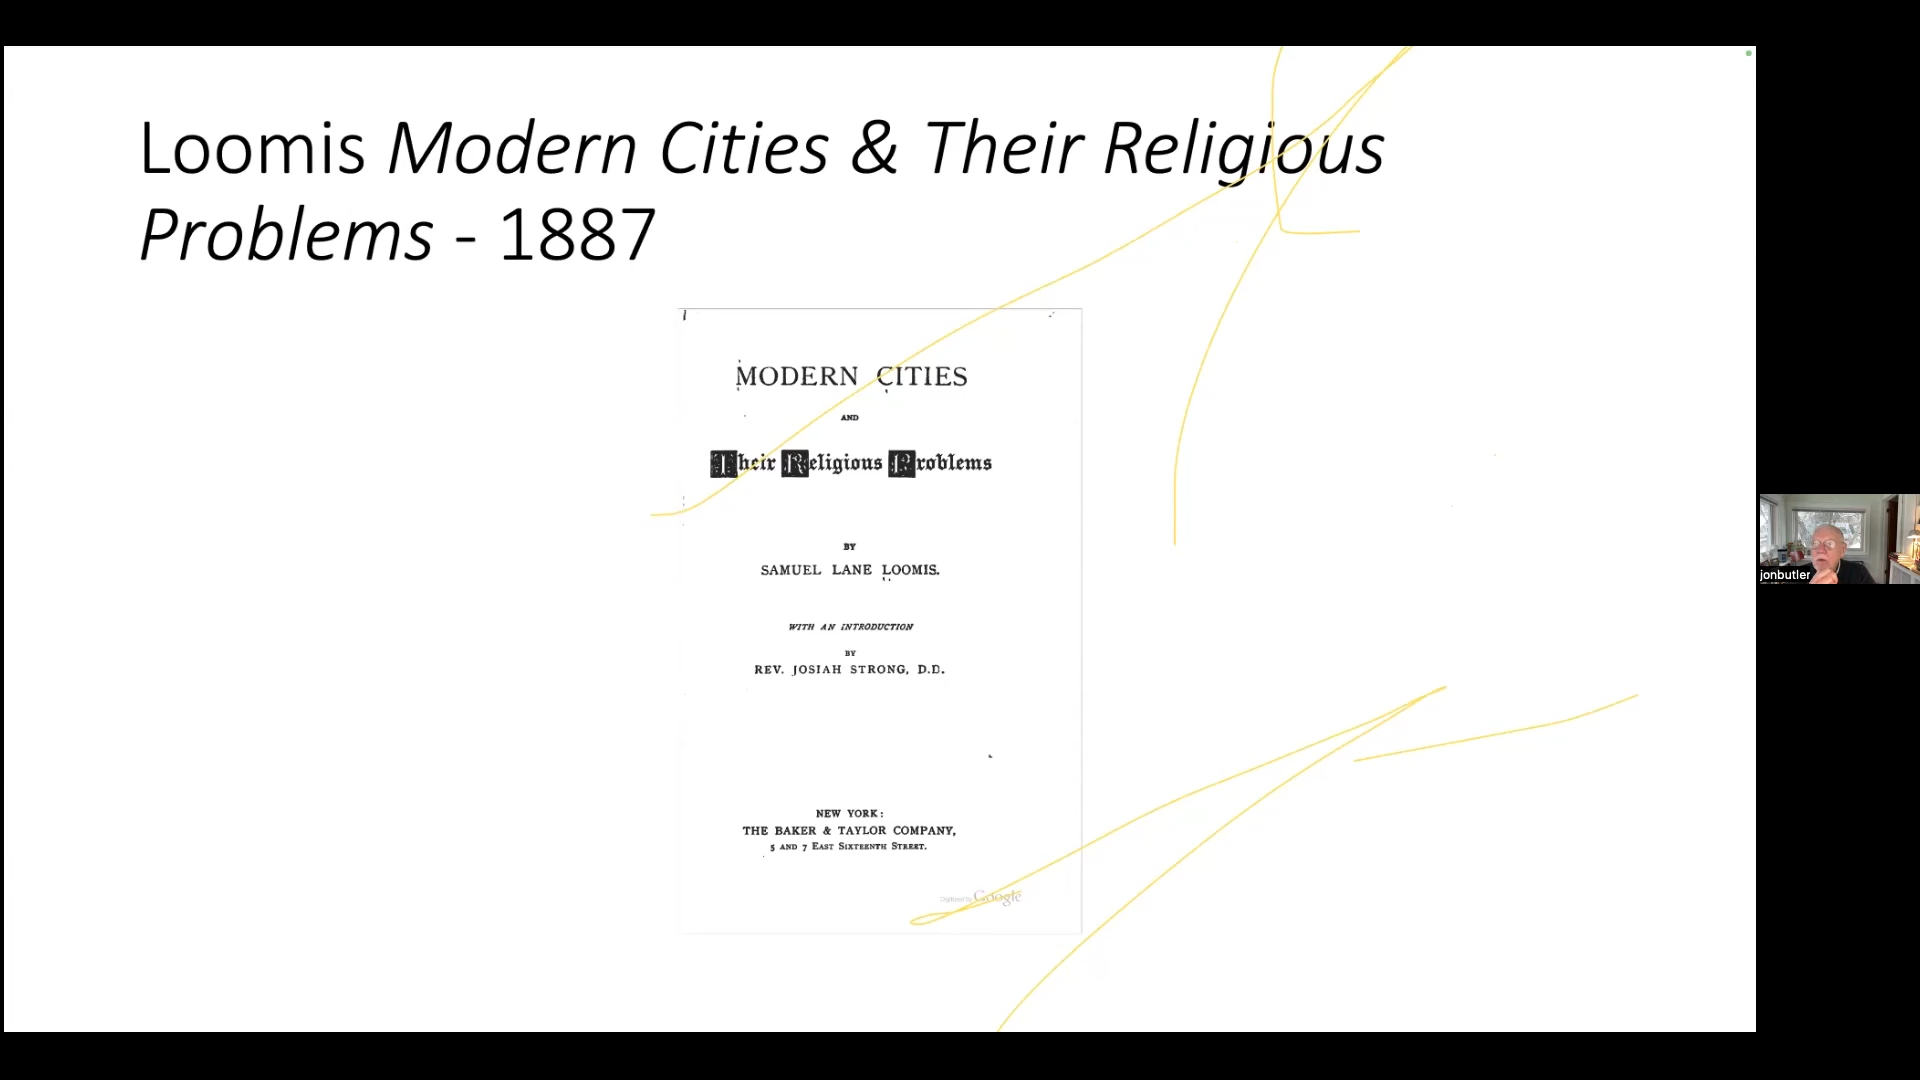 Loomis Modern Cities & Their Religious
Problems - 1887
MODERN CITIES
AND
Their Religious Problems
BY
SAMUEL LANE LOOMIS.
WITH AN INTRODUCTION
BY
REV. JOSIAH STRONG, D.D.
NEW YORK:
THE BAKER & TAYLOR COMPANY,
5 AND 7 EAST SIXTEENTH STREET.
Digitized by Google
jonbutler